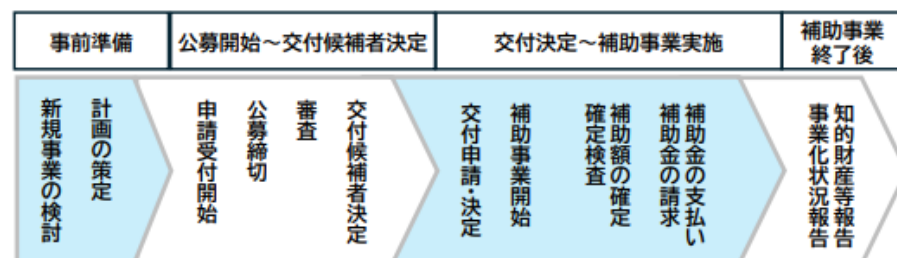 事前準備
公募開始～交付候補者決定
交付決定～補助事業実施
補助事業
終了後
新規事業の検討
計画の策定
申請受付開始
公募締切
審査
交付候補者決定
交付申請・決定
補助事業開始
確定検査
補助額の確定
補助金の請求
補助金の支払い
事業化状況報告
知的財産等報告